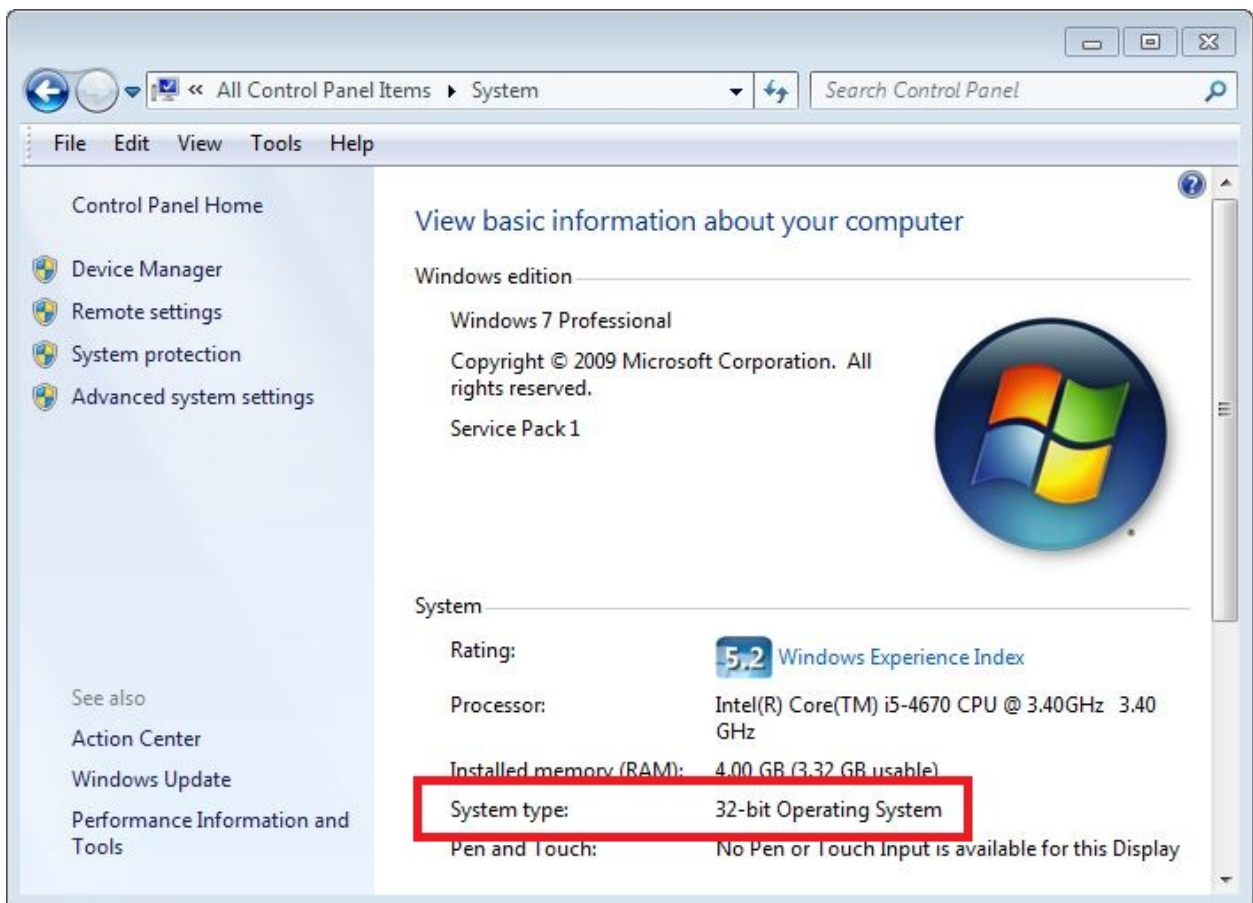 « All Control Panel Items ▸ System
Search Control Panel
File Edit View Tools Help
Control Panel Home
Device Manager
Remote settings
System protection
Advanced system settings
See also
Action Center
Windows Update
Performance Information and
Tools
View basic information about your computer
Windows edition
Windows 7 Professional
Copyright © 2009 Microsoft Corporation. All
rights reserved.
Service Pack 1
System
Rating:
5.2 Windows Experience Index
Processor:
Intel(R) Core(TM) i5-4670 CPU @ 3.40GHz 3.40
GHz
Installed memory (RAM): 4.00 GB (3.32 GB usable)
System type: 32-bit Operating System
Pen and Touch: No Pen or Touch Input is available for this Display